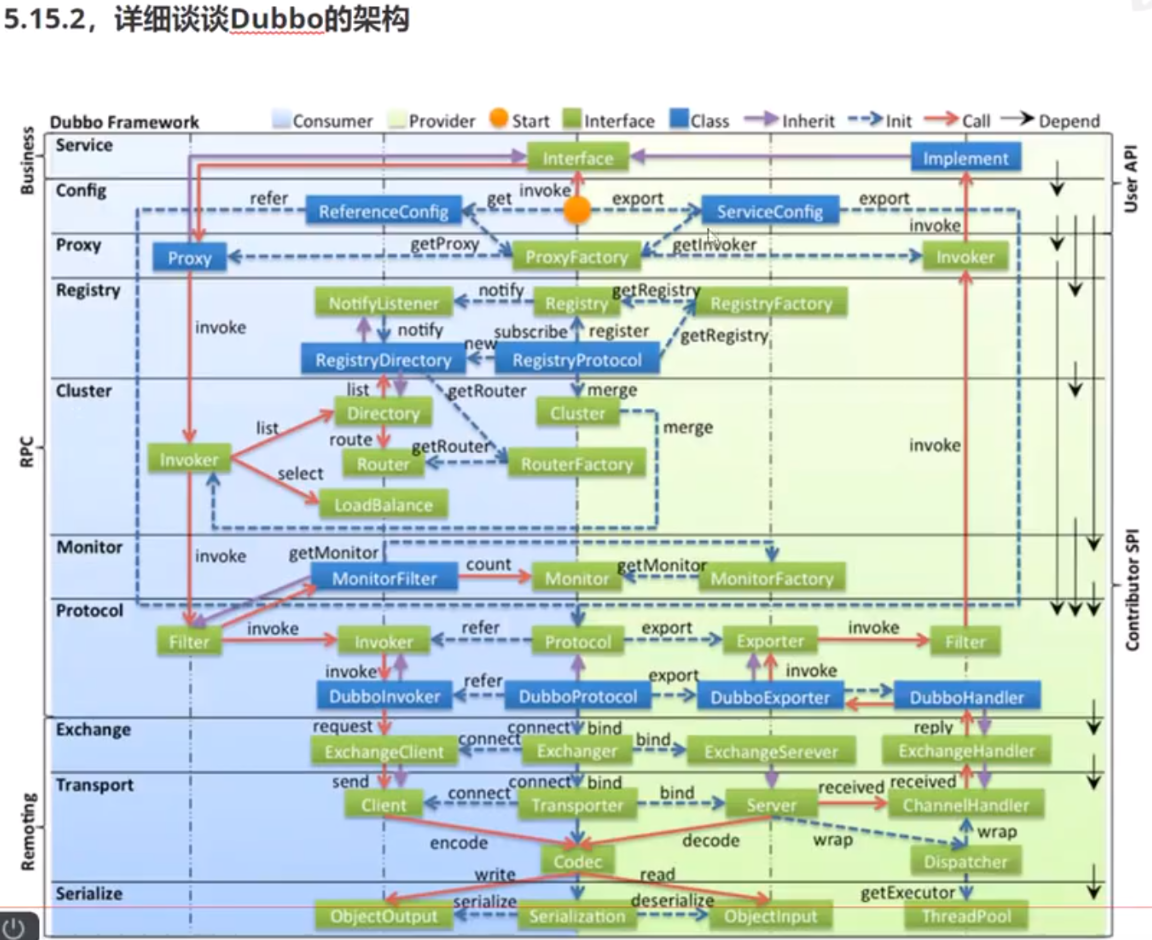 5.15.2，详细谈谈Dubbo的架构
Dubbo Framework Consumer Provider Start Interface Class Inherit Init Call Depend
Business
User API
Service
Interface Implement
Config
refer ReferenceConfig get invoke export ServiceConfig export
invoke
Proxy
Proxy getProxy ProxyFactory getInvoker Invoker
Registry
NotifyListener notify Registry getRegistry RegistryFactory
invoke notify subscribe register getRegistry
RegistryDirectory new RegistryProtocol
RPC
Cluster
list getRouter merge
list Directory Cluster merge
route getRouter invoke
Invoker Router RouterFactory
select
LoadBalance
Contributor SPI
Monitor
invoke getMonitor
MonitorFilter count Monitor getMonitor MonitorFactory
Protocol
Filter invoke Invoker refer Protocol export Exporter invoke Filter
invoke refer export invoke
DubboInvoker DubboProtocol DubboExporter DubboHandler
Remoting
Exchange
request connect bind reply
ExchangeClient connect Exchanger bind ExchangeSerever ExchangeHandler
Transport
send connect bind received
Client connect Transporter bind Server received ChannelHandler
encode decode wrap wrap
Codec Dispatcher
write read getExecutor
Serialize
ObjectOutput serialize Serialization deserialize ObjectInput ThreadPool